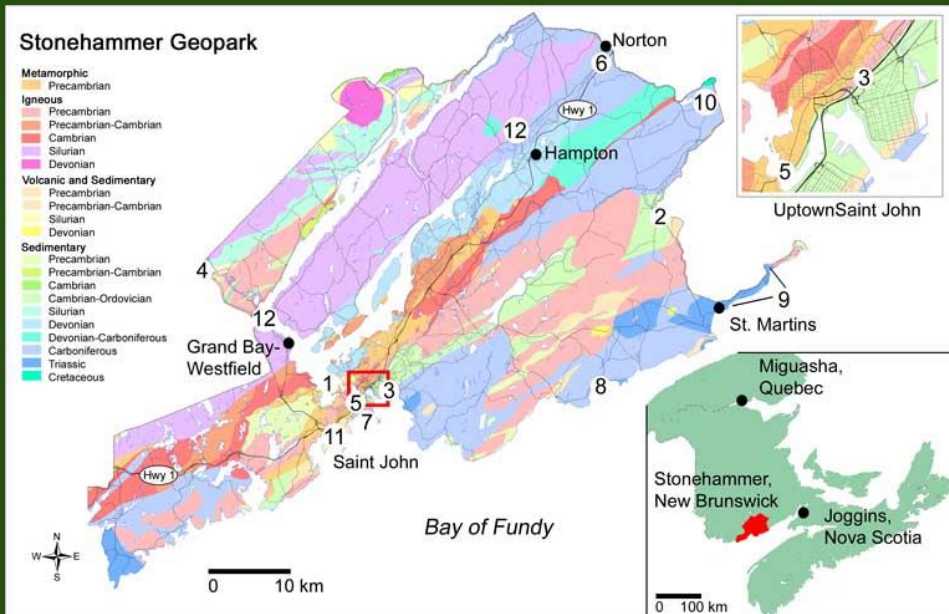 Stonehammer Geopark
Metamorphic
Precambrian
Igneous
Precambrian
Precambrian-Cambrian
Cambrian
Silurian
Devonian
Volcanic and Sedimentary
Precambrian
Precambrian-Cambrian
Silurian
Devonian
Sedimentary
Precambrian
Precambrian-Cambrian
Cambrian
Cambrian-Ordovician
Silurian
Devonian
Devonian-Carboniferous
Carboniferous
Triassic
Cretaceous
Norton
6
Hwy 1
10
12
Hampton
2
4
12
Grand Bay-
Westfield
1
5
3
7
11
Saint John
Hwy 1
8
9
St. Martins
Bay of Fundy
N
W
E
S
0
10 km
3
5
UptownSaint John
Miguasha,
Quebec
Stonehammer,
New Brunswick
Joggins,
Nova Scotia
0
100 km